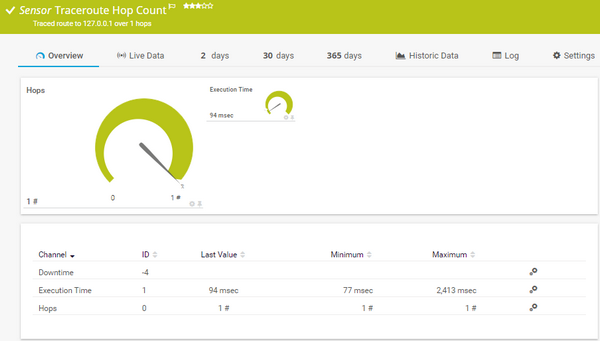 Sensor Traceroute Hop Count
Traced route to 127.0.0.1 over 1 hops
Overview Live Data 2 days 30 days 365 days Historic Data Log Settings
Hops
Execution Time
94 msec
1
0 1 #
1 #
Channel ID Last Value Minimum Maximum
Downtime -4
Execution Time 1 94 msec 77 msec 2,413 msec
Hops 0 1 # 1 # 1 #